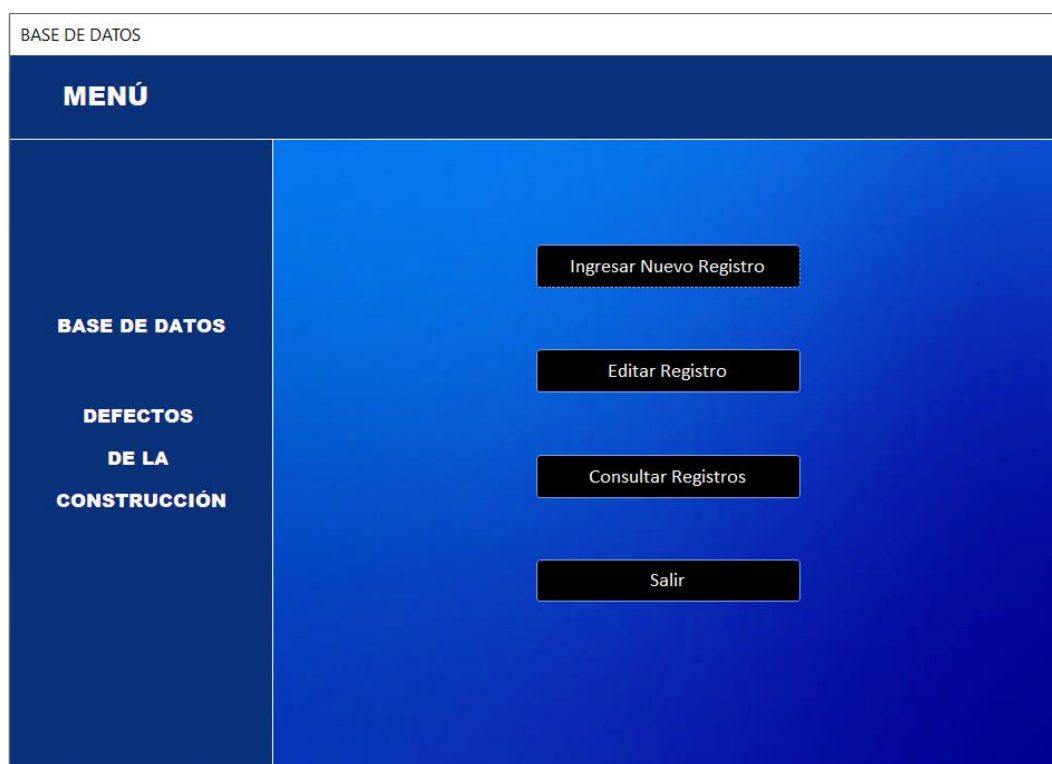 BASE DE DATOS
MENÚ
BASE DE DATOS
DEFECTOS
DE LA
CONSTRUCCIÓN
Ingresar Nuevo Registro
Editar Registro
Consultar Registros
Salir